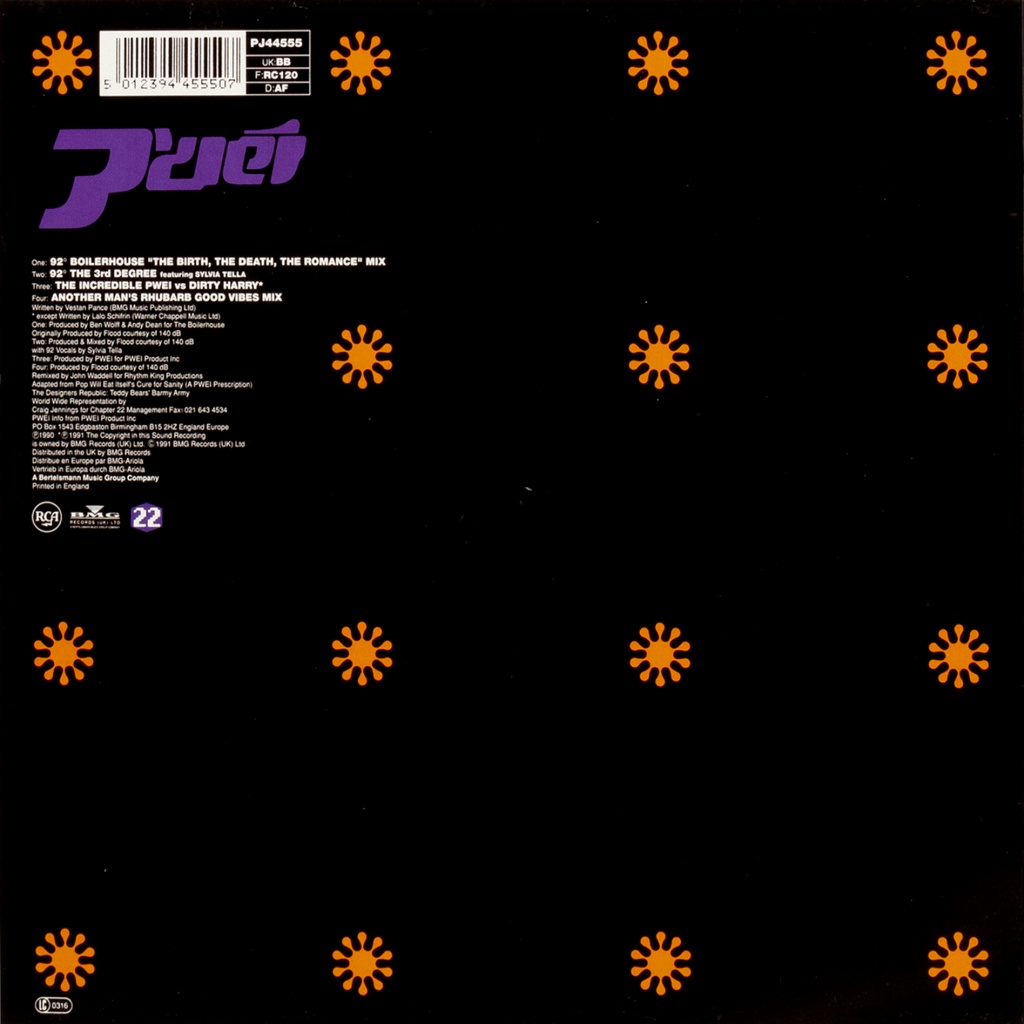 PJ44555
UK:BB
F:RC120
D:AF
5 012394 455507
P'weí
One: 92° BOILERHOUSE "THE BIRTH, THE DEATH, THE ROMANCE" MIX
Two: 92° THE 3rd DEGREE featuring SYLVIA TELLA
Three: THE INCREDIBLE PWEI vs DIRTY HARRY*
Four: ANOTHER MAN'S RHUBARB GOOD VIBES MIX
Written by Vestan Pance (BMG Music Publishing Ltd)
* except Written by Lalo Schifrin (Warner Chappell Music Ltd)
One: Produced by Ben Wolff & Andy Dean for The Boilerhouse
Originally Produced by Flood courtesy of 140 dB
Two: Produced & Mixed by Flood courtesy of 140 dB
with 92 Vocals by Sylvia Tella
Three: Produced by PWEI for PWEI Product Inc
Four: Produced by Flood courtesy of 140 dB
Remixed by John Waddell for Rhythm King Productions
Adapted from Pop Will Eat Itself's Cure for Sanity (A PWEI Prescription)
The Designers Republic: Teddy Bears' Barmy Army
World Wide Representation by
Craig Jennings for Chapter 22 Management Fax: 021 643 4534
PWEI Info from PWEI Product Inc
PO Box 1543 Edgbaston Birmingham B15 2HZ England Europe
℗1990 *℗1991 The Copyright in this Sound Recording
is owned by BMG Records (UK) Ltd. © 1991 BMG Records (UK) Ltd
Distributed in the UK by BMG Records
Distribue en Europe par BMG-Ariola
Vertrieb in Europa durch BMG-Ariola
A Bertelsmann Music Group Company
Printed in England
RCA
BMG
RECORDS (UK) LTD
22
LC 0316